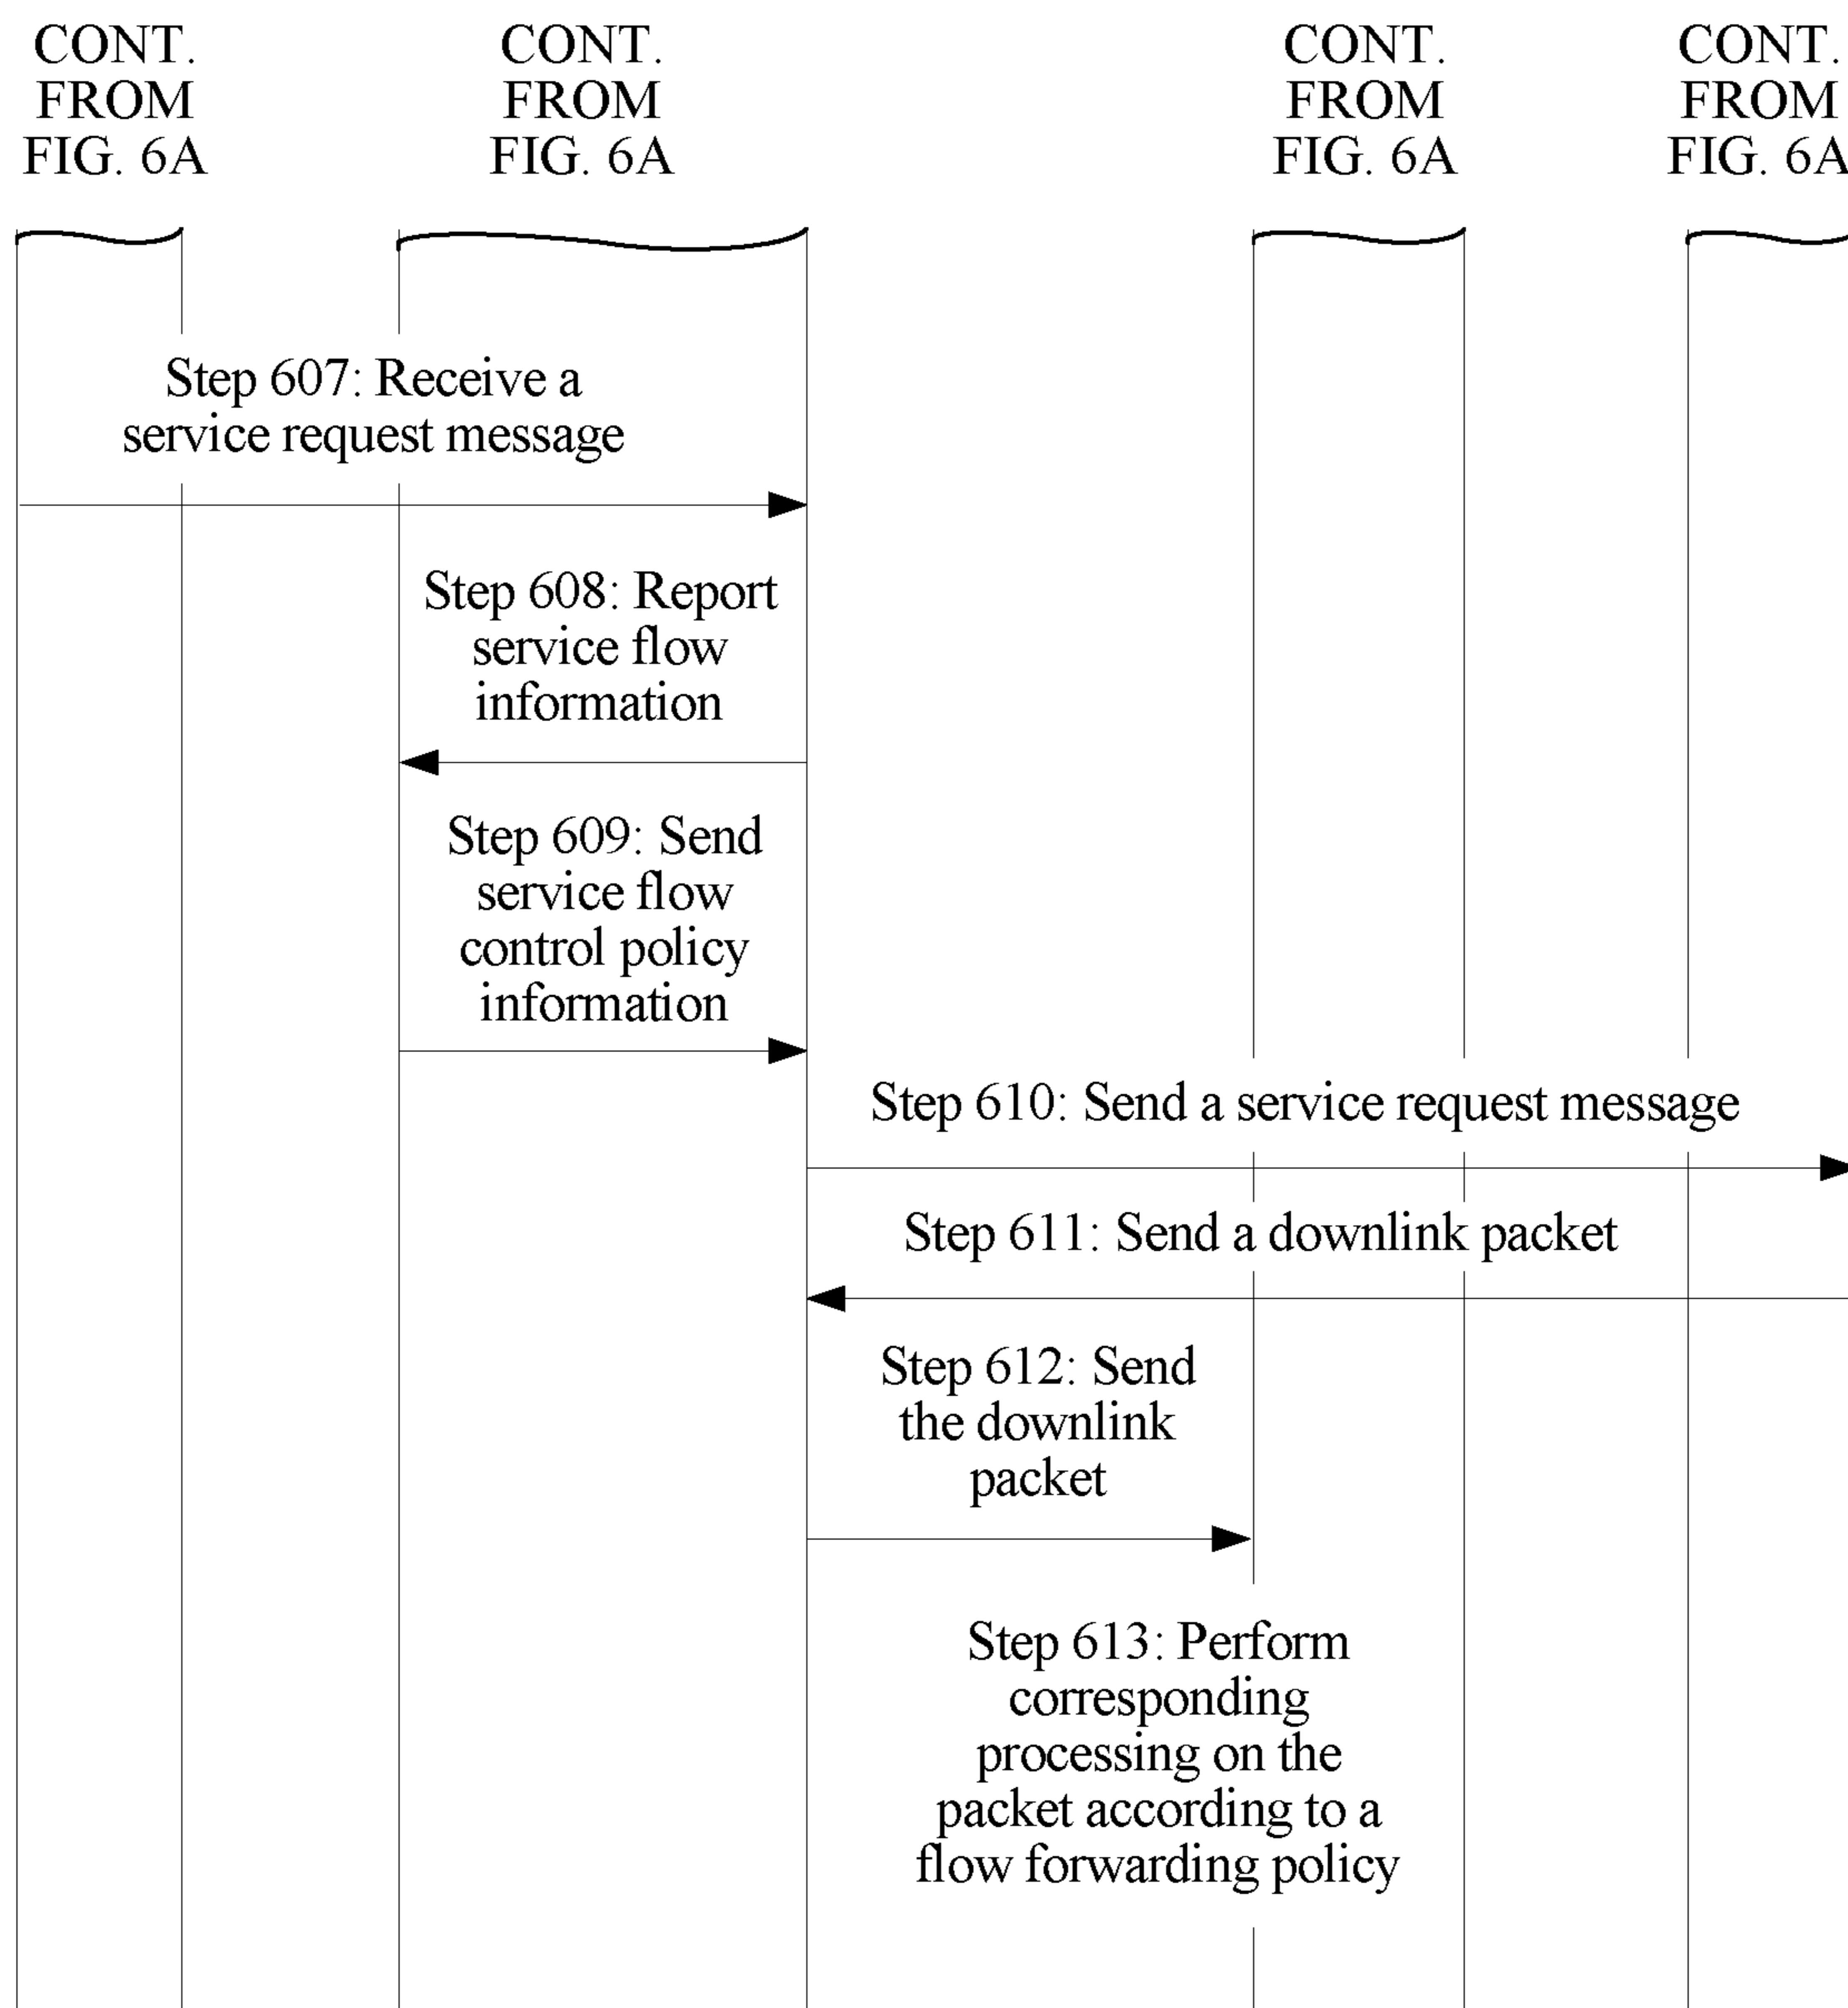 CONT.
FROM
FIG. 6A
CONT.
FROM
FIG. 6A
CONT.
FROM
FIG. 6A
CONT.
FROM
FIG. 6A
Step 607: Receive a
service request message
Step 608: Report
service flow
information
Step 609: Send
service flow
control policy
information
Step 610: Send a service request message
Step 611: Send a downlink packet
Step 612: Send
the downlink
packet
Step 613: Perform
corresponding
processing on the
packet according to a
flow forwarding policy